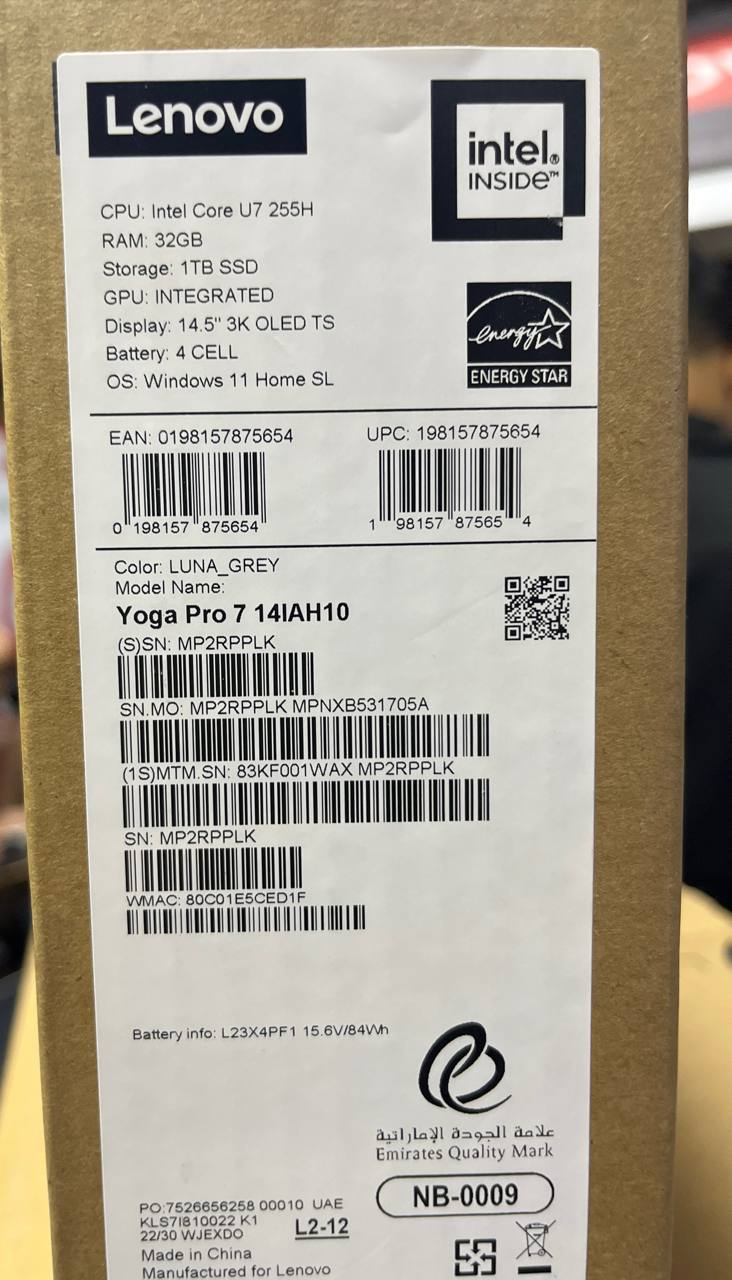 Lenovo
intel®
INSIDE™
CPU: Intel Core U7 255H
RAM: 32GB
Storage: 1TB SSD
GPU: INTEGRATED
Display: 14.5" 3K OLED TS
Battery: 4 CELL
OS: Windows 11 Home SL
energy
ENERGY STAR
EAN: 0198157875654
UPC: 198157875654
0 198157 875654
1 98157 87565 4
Color: LUNA_GREY
Model Name:
Yoga Pro 7 14IAH10
(S)SN: MP2RPPLK
SN.MO: MP2RPPLK MPNXB531705A
(1S)MTM.SN: 83KF001WAX MP2RPPLK
SN: MP2RPPLK
WMAC: 80C01E5CED1F
Battery info: L23X4PF1 15.6V/84Wh
علامة الجودة الإماراتية
Emirates Quality Mark
NB-0009
PO:7526656258 00010 UAE
KLS7I810022 K1
22/30 WJEXDO
L2-12
Made in China
Manufactured for Lenovo